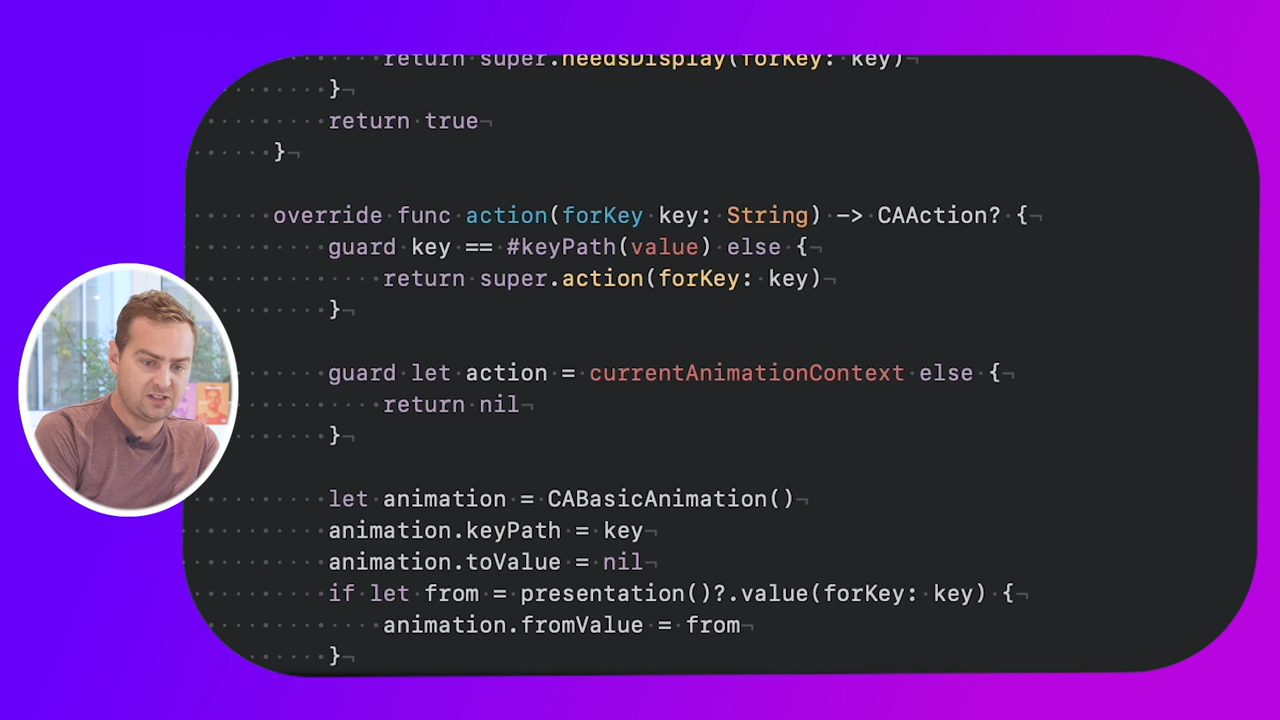 return super.needsDisplay(forKey: key)
}
return true
}
override func action(forKey key: String) -> CAAction? {
guard key == #keyPath(value) else {
return super.action(forKey: key)
}
guard let action = currentAnimationContext else {
return nil
}
let animation = CABasicAnimation()
animation.keyPath = key
animation.toValue = nil
if let from = presentation()?.value(forKey: key) {
animation.fromValue = from
}